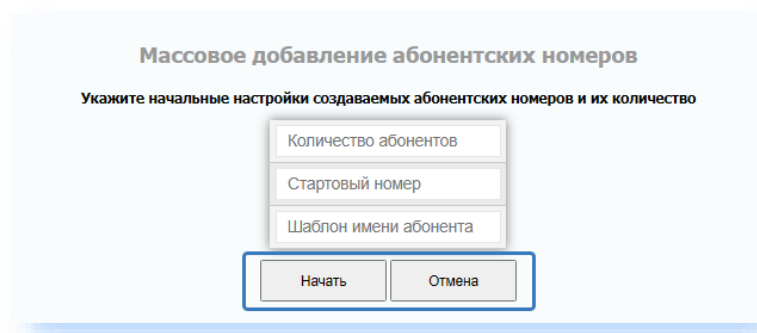 Массовое добавление абонентских номеров
Укажите начальные настройки создаваемых абонентских номеров и их количество
Количество абонентов
Стартовый номер
Шаблон имени абонента
Начать Отмена